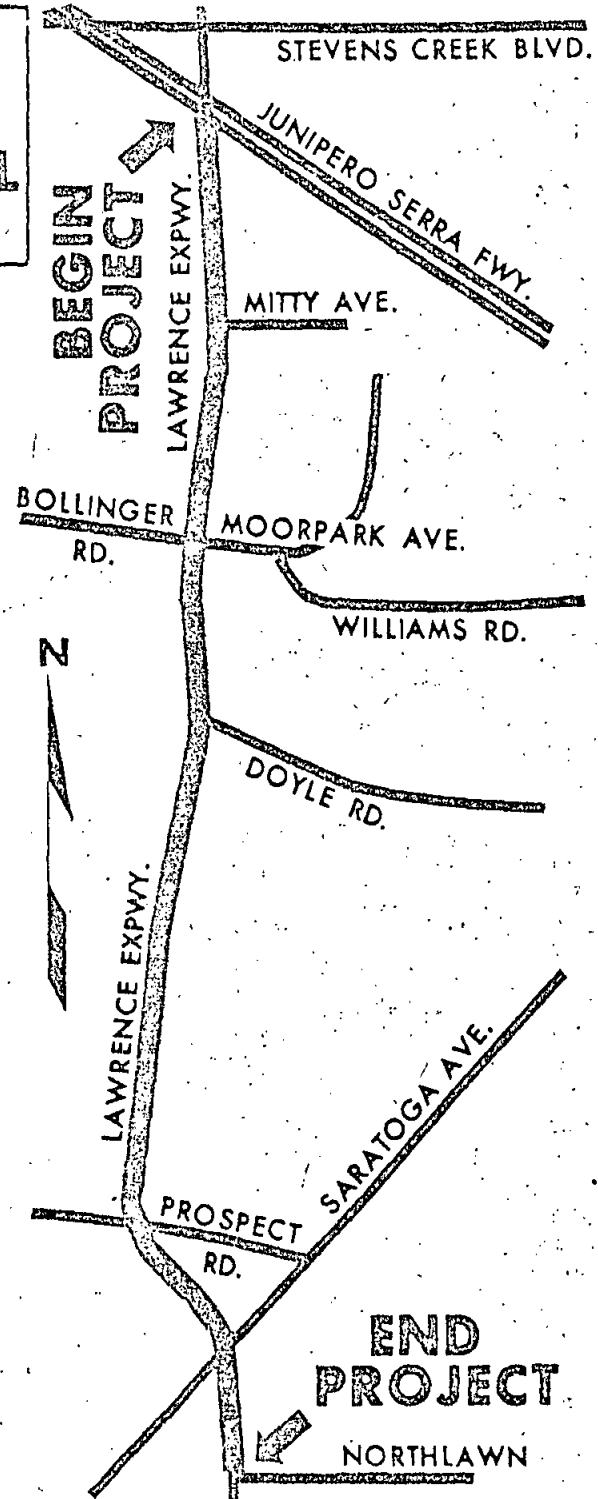 STEVENS CREEK BLVD.
JUNIPERO SERRA FWY.
BEGIN
PROJECT
LAWRENCE EXPWY.
MITTY AVE.
BOLLINGER
RD.
MOORPARK AVE.
WILLIAMS RD.
N
DOYLE RD.
LAWRENCE EXPWY.
SARATOGA AVE.
PROSPECT
RD.
END
PROJECT
NORTHLAWN